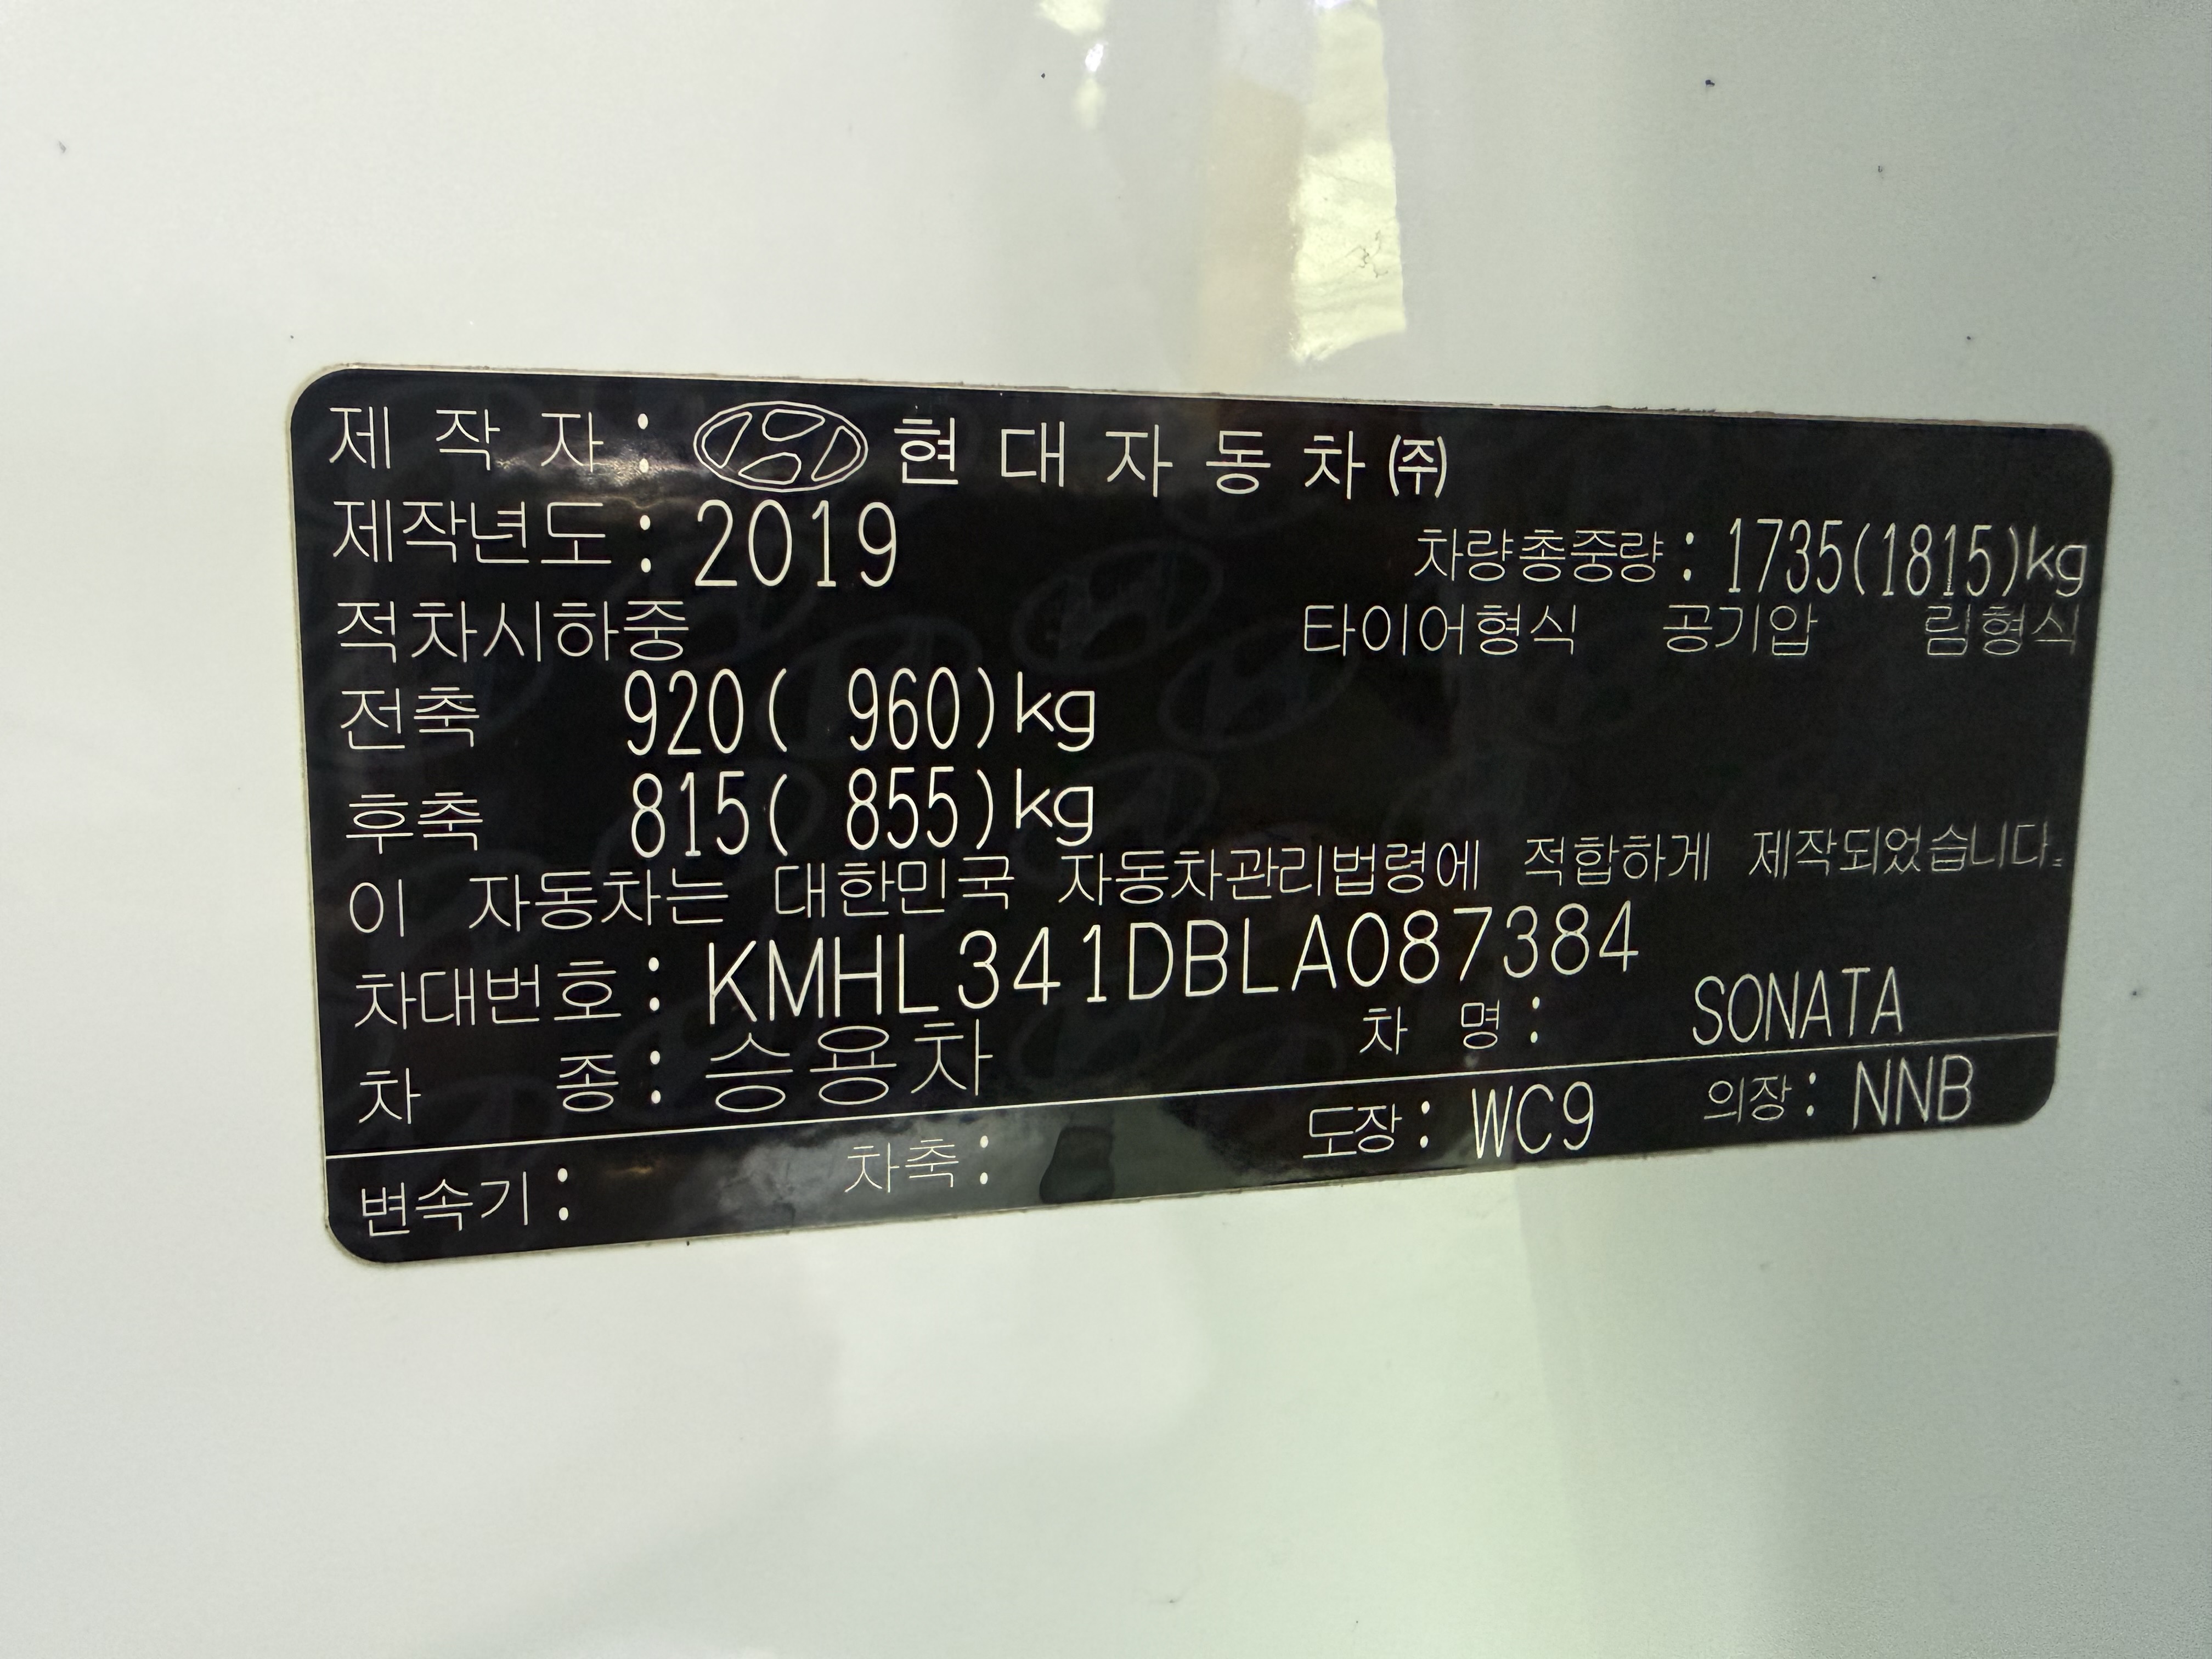 제 작 자 : 현 대 자 동 차 ㈜
제작년도 : 2019 차량총중량 : 1735(1815)kg
적차시하중 타이어형식 공기압 림형식
전축 920( 960)kg
후축 815( 855)kg
이 자동차는 대한민국 자동차관리법령에 적합하게 제작되었습니다.
차대번호 : KMHL341DBLA087384
차 종 : 승용차 차 명 : SONATA
변속기 : 차축 : 도장 : WC9 의장 : NNB